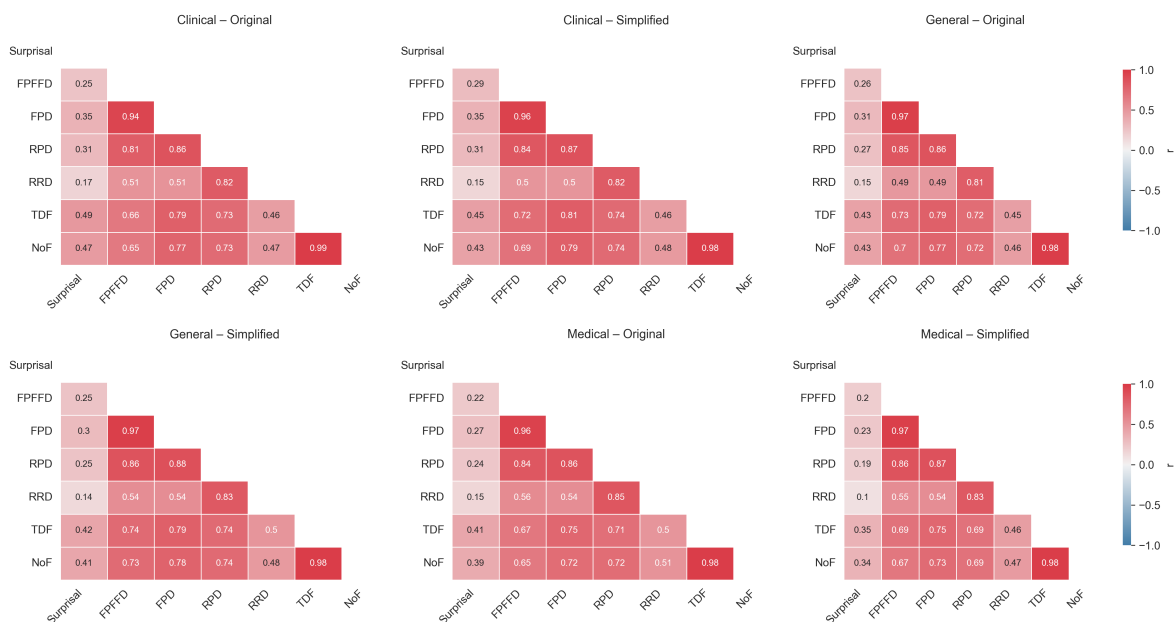 Clinical – Original
Surprisal
FPFFD 0.25
FPD 0.35 0.94
RPD 0.31 0.81 0.86
RRD 0.17 0.51 0.51 0.82
TDF 0.49 0.66 0.79 0.73 0.46
NoF 0.47 0.65 0.77 0.73 0.47 0.99
Surprisal FPFFD FPD RPD RRD TDF NoF
Clinical – Simplified
Surprisal
FPFFD 0.29
FPD 0.35 0.96
RPD 0.31 0.84 0.87
RRD 0.15 0.5 0.5 0.82
TDF 0.45 0.72 0.81 0.74 0.46
NoF 0.43 0.69 0.79 0.74 0.48 0.98
Surprisal FPFFD FPD RPD RRD TDF NoF
General – Original
Surprisal
FPFFD 0.26
FPD 0.31 0.97
RPD 0.27 0.85 0.86
RRD 0.15 0.49 0.49 0.81
TDF 0.43 0.73 0.79 0.72 0.45
NoF 0.43 0.7 0.77 0.72 0.46 0.98
Surprisal FPFFD FPD RPD RRD TDF NoF
1.0
0.5
0.0
−0.5
−1.0
r
General – Simplified
Surprisal
FPFFD 0.25
FPD 0.3 0.97
RPD 0.25 0.86 0.88
RRD 0.14 0.54 0.54 0.83
TDF 0.42 0.74 0.79 0.74 0.5
NoF 0.41 0.73 0.78 0.74 0.48 0.98
Surprisal FPFFD FPD RPD RRD TDF NoF
Medical – Original
Surprisal
FPFFD 0.22
FPD 0.27 0.96
RPD 0.24 0.84 0.86
RRD 0.15 0.56 0.54 0.85
TDF 0.41 0.67 0.75 0.71 0.5
NoF 0.39 0.65 0.72 0.72 0.51 0.98
Surprisal FPFFD FPD RPD RRD TDF NoF
Medical – Simplified
Surprisal
FPFFD 0.2
FPD 0.23 0.97
RPD 0.19 0.86 0.87
RRD 0.1 0.55 0.54 0.83
TDF 0.35 0.69 0.75 0.69 0.46
NoF 0.34 0.67 0.73 0.69 0.47 0.98
Surprisal FPFFD FPD RPD RRD TDF NoF
1.0
0.5
0.0
−0.5
−1.0
r